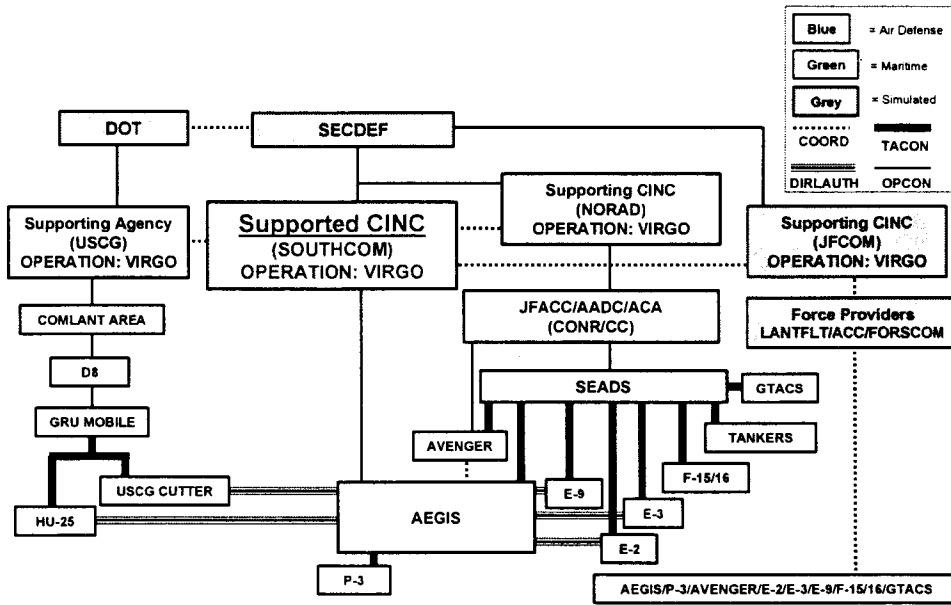 Blue = Air Defense
Green = Maritime
Grey = Simulated
COORD TACON
DIRLAUTH OPCON
DOT
SECDEF
Supporting Agency
(USCG)
OPERATION: VIRGO
Supported CINC
(SOUTHCOM)
OPERATION: VIRGO
Supporting CINC
(NORAD)
OPERATION: VIRGO
Supporting CINC
(JFCOM)
OPERATION: VIRGO
COMLANT AREA
JFACC/AADC/ACA
(CONR/CC)
Force Providers
LANTFLT/ACC/FORSCOM
D8
SEADS
GTACS
GRU MOBILE
AVENGER
TANKERS
F-15/16
USCG CUTTER
E-9
HU-25
AEGIS
E-3
E-2
P-3
AEGIS/P-3/AVENGER/E-2/E-3/E-9/F-15/16/GTACS